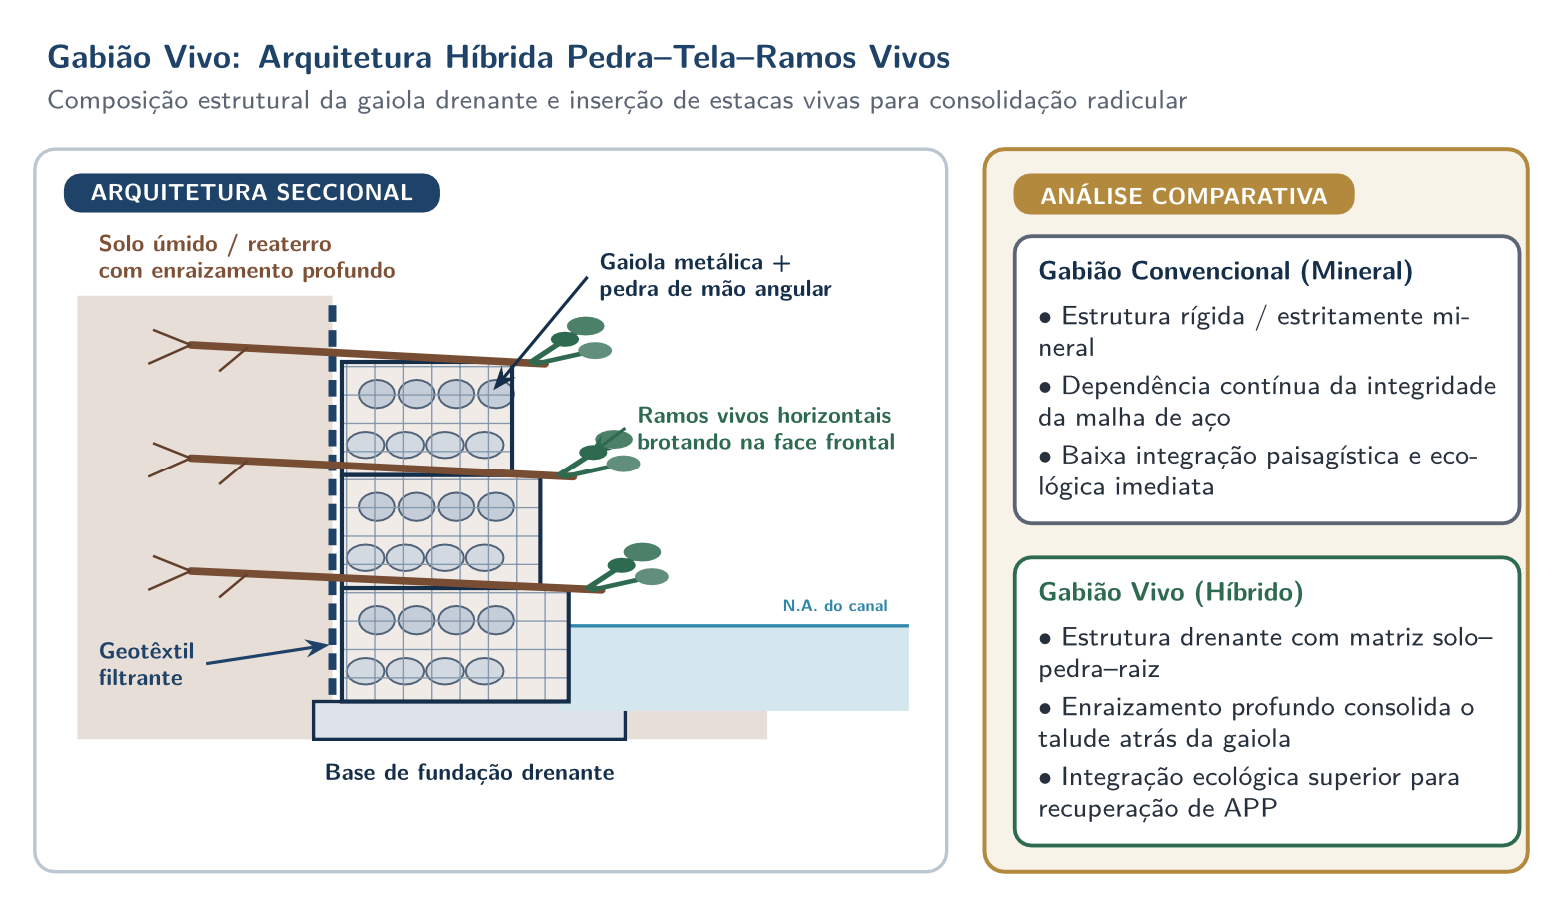 Gabião Vivo: Arquitetura Híbrida Pedra–Tela–Ramos Vivos
Composição estrutural da gaiola drenante e inserção de estacas vivas para consolidação radicular
ARQUITETURA SECCIONAL
Solo úmido / reaterro
com enraizamento profundo
Gaiola metálica +
pedra de mão angular
Ramos vivos horizontais
brotando na face frontal
N.A. do canal
Geotêxtil
filtrante
Base de fundação drenante
ANÁLISE COMPARATIVA
Gabião Convencional (Mineral)
• Estrutura rígida / estritamente mi-
neral
• Dependência contínua da integridade
da malha de aço
• Baixa integração paisagística e eco-
lógica imediata
Gabião Vivo (Híbrido)
• Estrutura drenante com matriz solo–
pedra–raiz
• Enraizamento profundo consolida o
talude atrás da gaiola
• Integração ecológica superior para
recuperação de APP